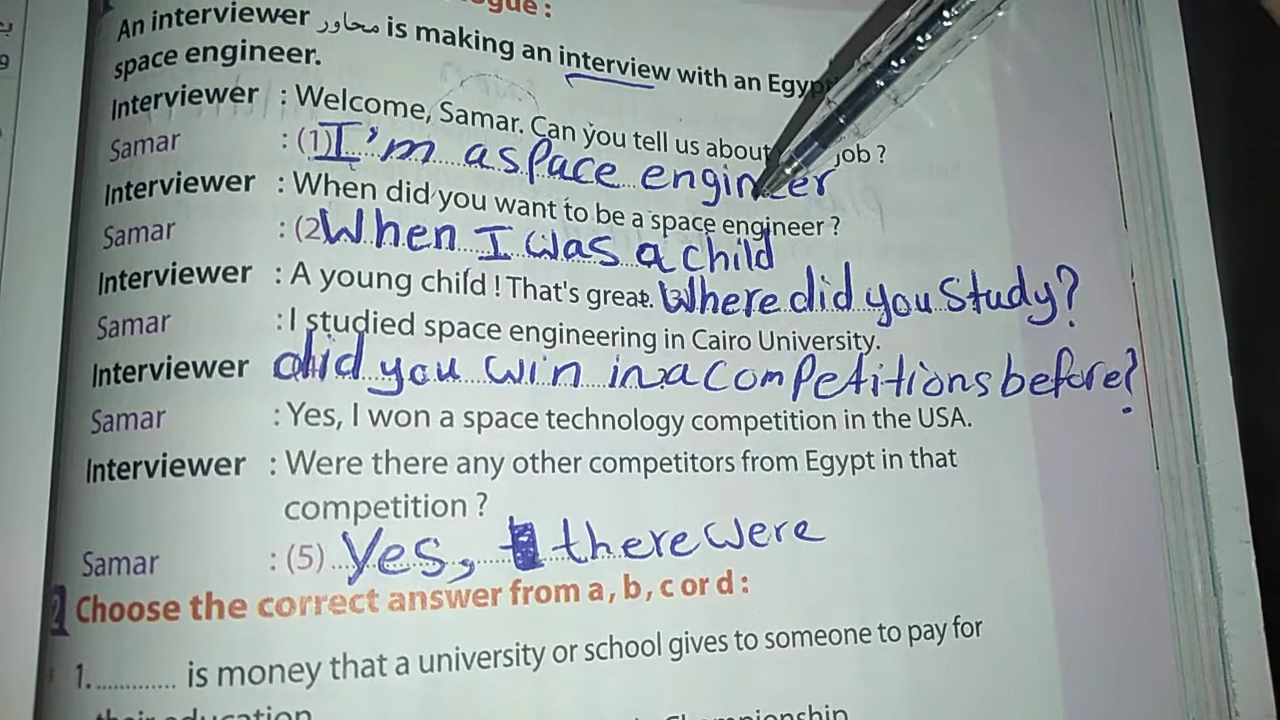 ogue :
An interviewer محاور is making an interview with an Egyp
space engineer.
Interviewer : Welcome, Samar. Can you tell us about job ?
Samar : (1) I'm a space engineer
Interviewer : When did you want to be a space engineer ?
Samar : (2 When I was a child
Interviewer : A young child ! That's great. Where did you study?
Samar : I studied space engineering in Cairo University.
Interviewer did you win in a competitions before?
Samar : Yes, I won a space technology competition in the USA.
Interviewer : Were there any other competitors from Egypt in that
competition ?
Samar : (5) Yes, there were
2 Choose the correct answer from a, b, c or d :
1. ............ is money that a university or school gives to someone to pay for
their education
Championship